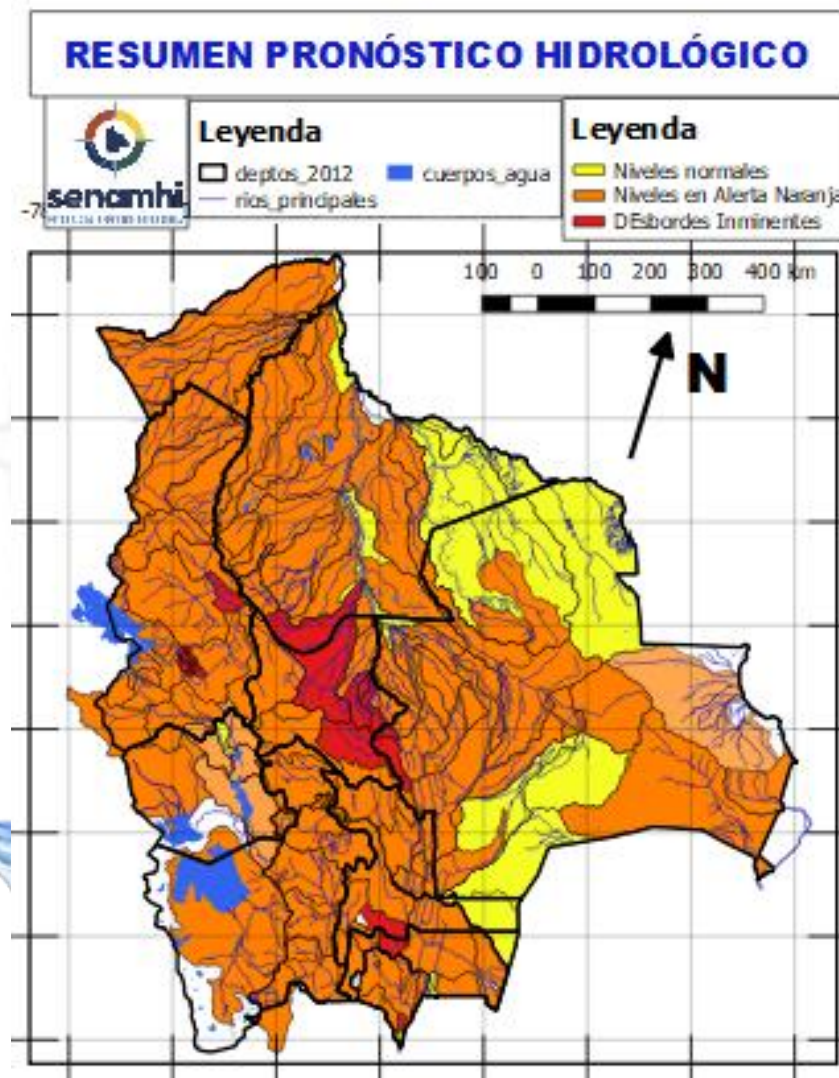 RESUMEN PRONÓSTICO HIDROLÓGICO
senamhi
Leyenda
deptos_2012
cuerpos_agua
rios_principales
Leyenda
Niveles normales
Niveles en Alerta Naranja
DEsbordes Inminentes
-7
100 0 100 200 300 400 km
N